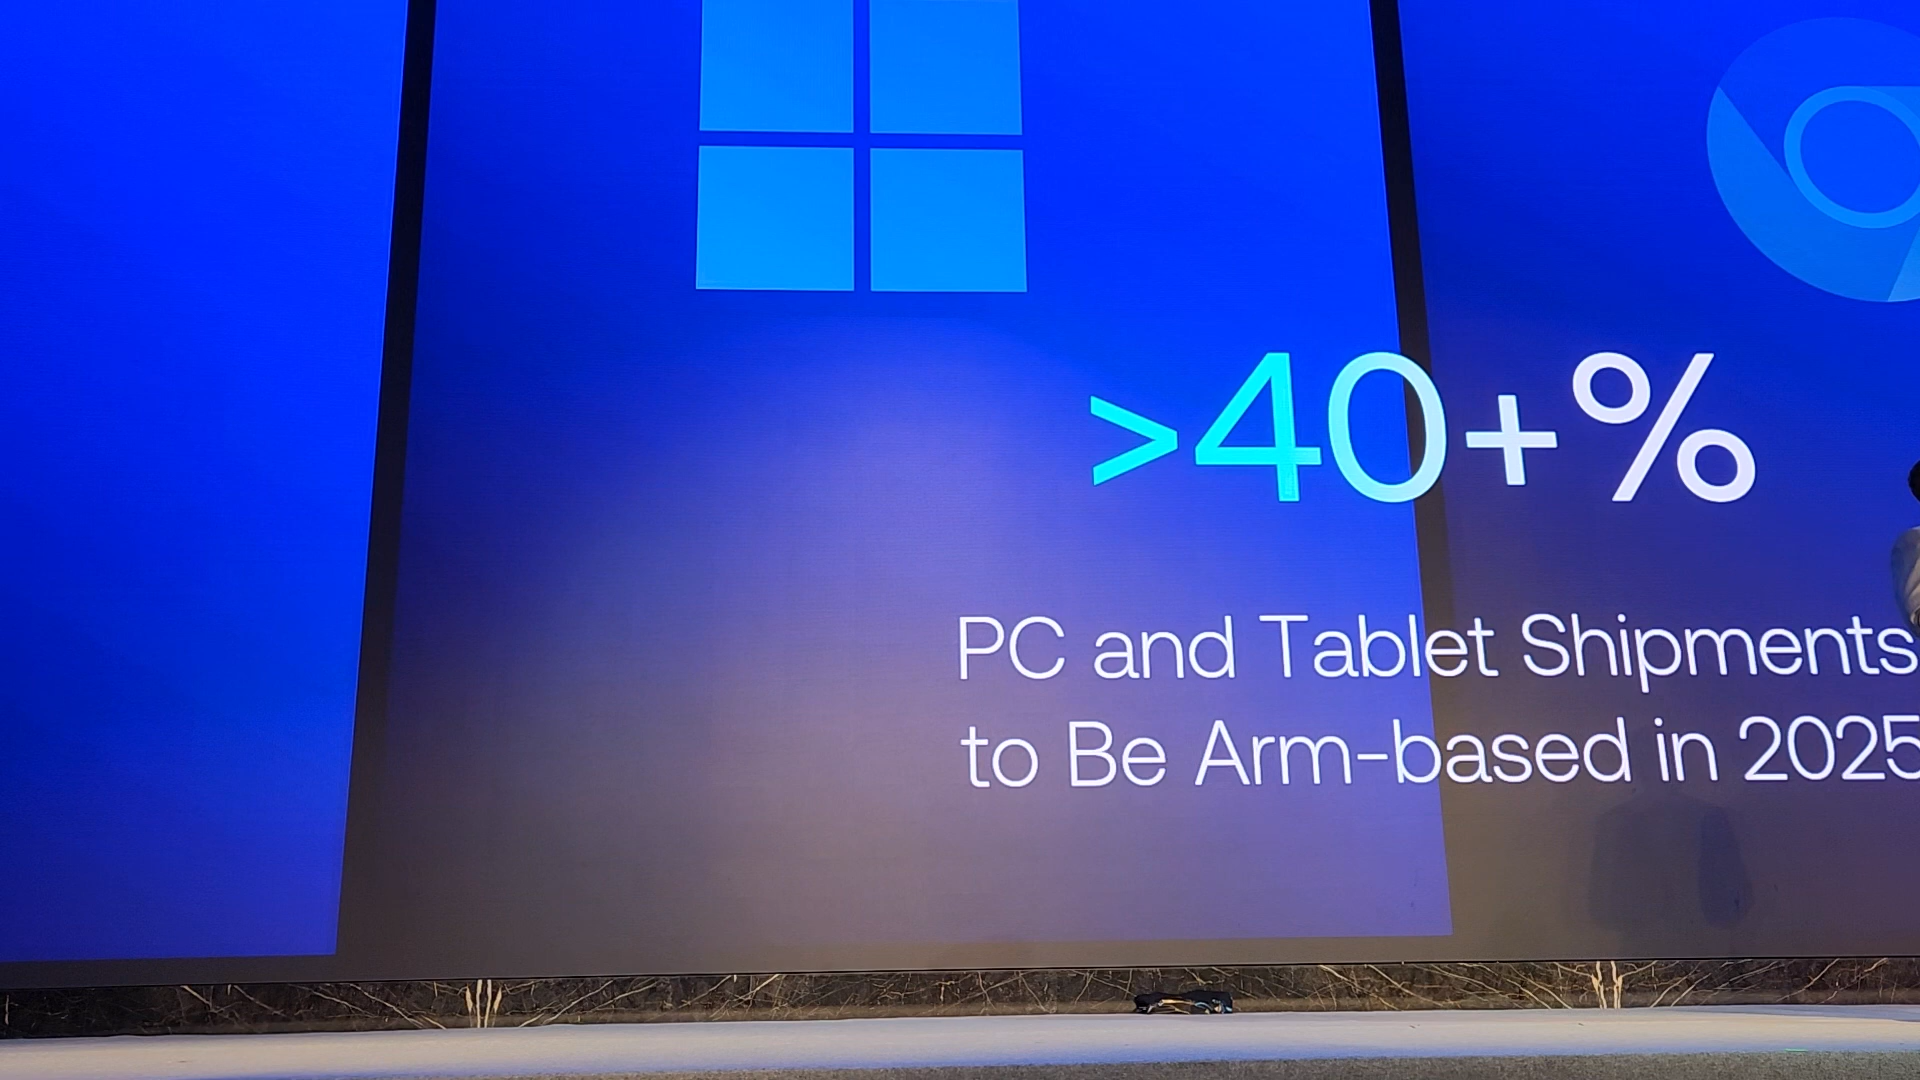 >40+%
PC and Tablet Shipments
to Be Arm-based in 2025